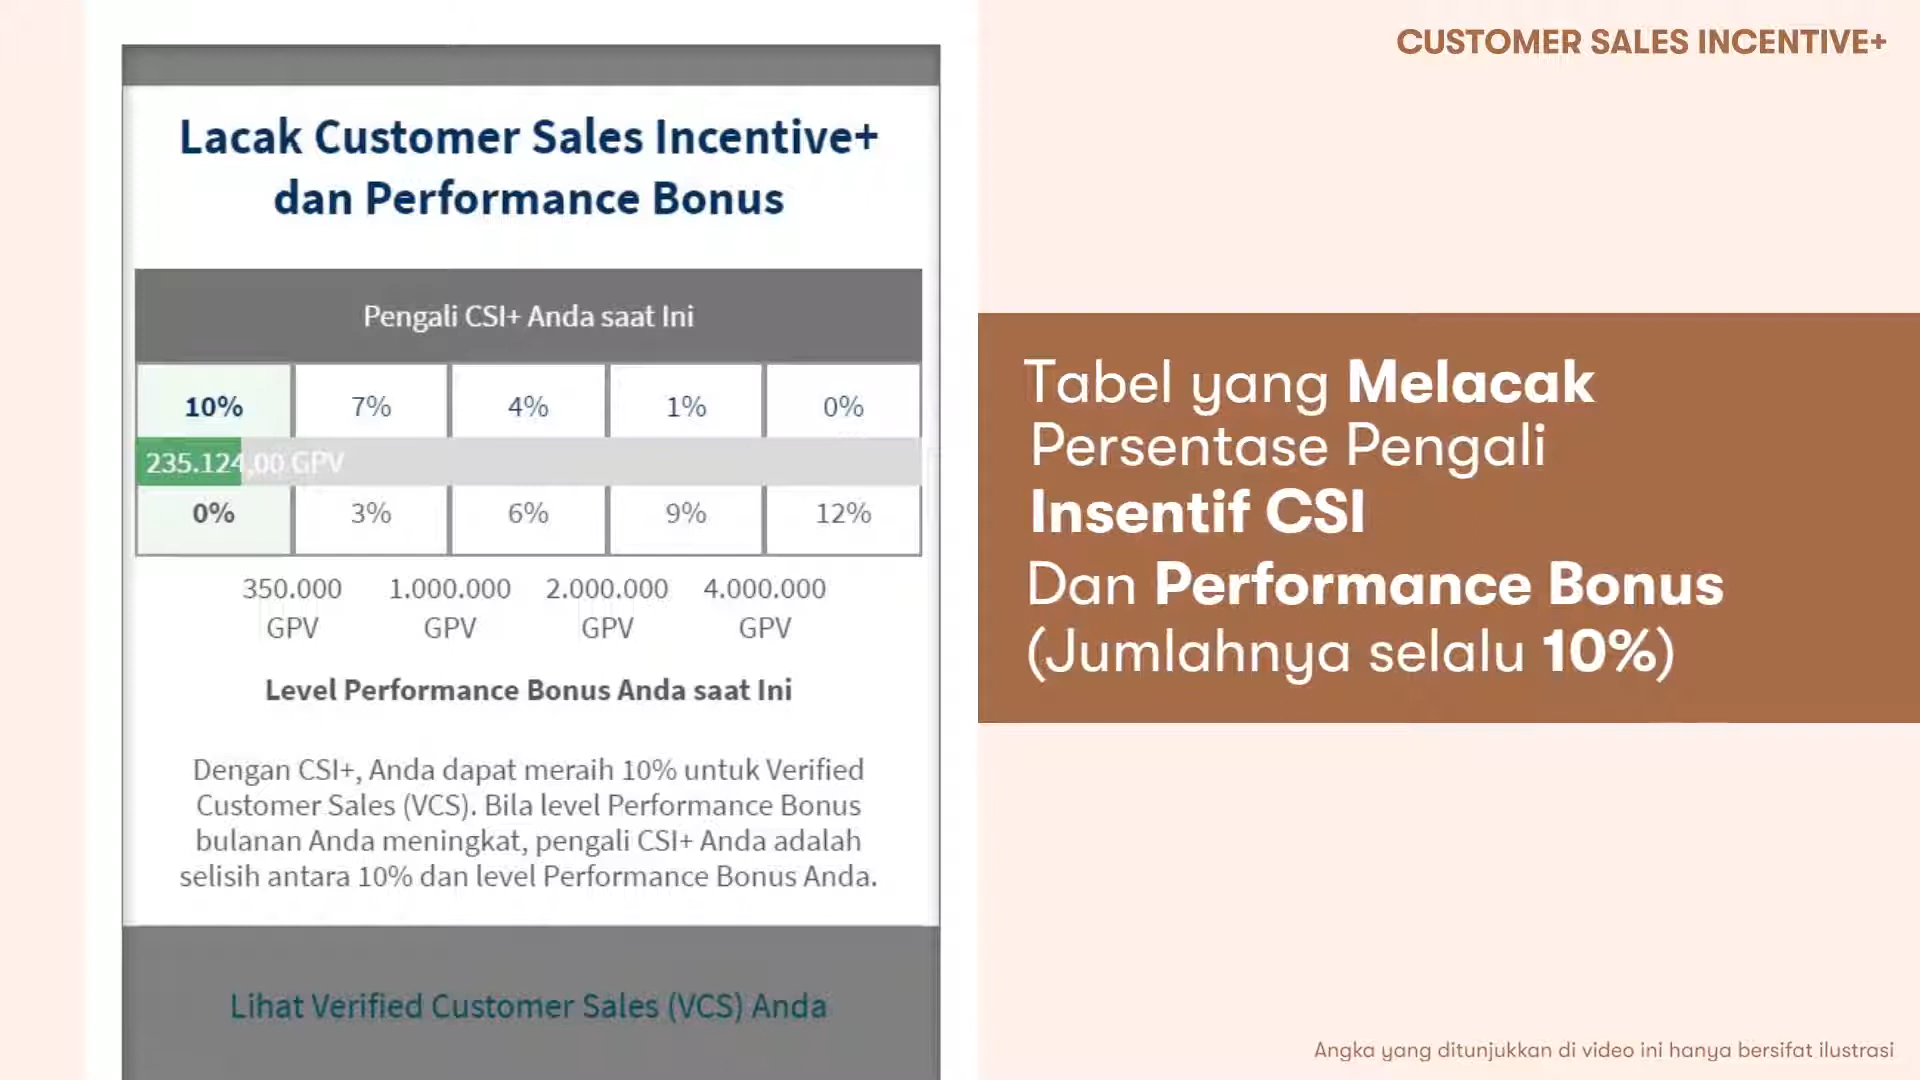 CUSTOMER SALES INCENTIVE+
Lacak Customer Sales Incentive+
dan Performance Bonus
Pengali CSI+ Anda saat Ini
10% 7% 4% 1% 0%
235.124,00 GPV
0% 3% 6% 9% 12%
350.000 1.000.000 2.000.000 4.000.000
GPV GPV GPV GPV
Level Performance Bonus Anda saat Ini
Dengan CSI+, Anda dapat meraih 10% untuk Verified
Customer Sales (VCS). Bila level Performance Bonus
bulanan Anda meningkat, pengali CSI+ Anda adalah
selisih antara 10% dan level Performance Bonus Anda.
Lihat Verified Customer Sales (VCS) Anda
Tabel yang Melacak
Persentase Pengali
Insentif CSI
Dan Performance Bonus
(Jumlahnya selalu 10%)
Angka yang ditunjukkan di video ini hanya bersifat ilustrasi